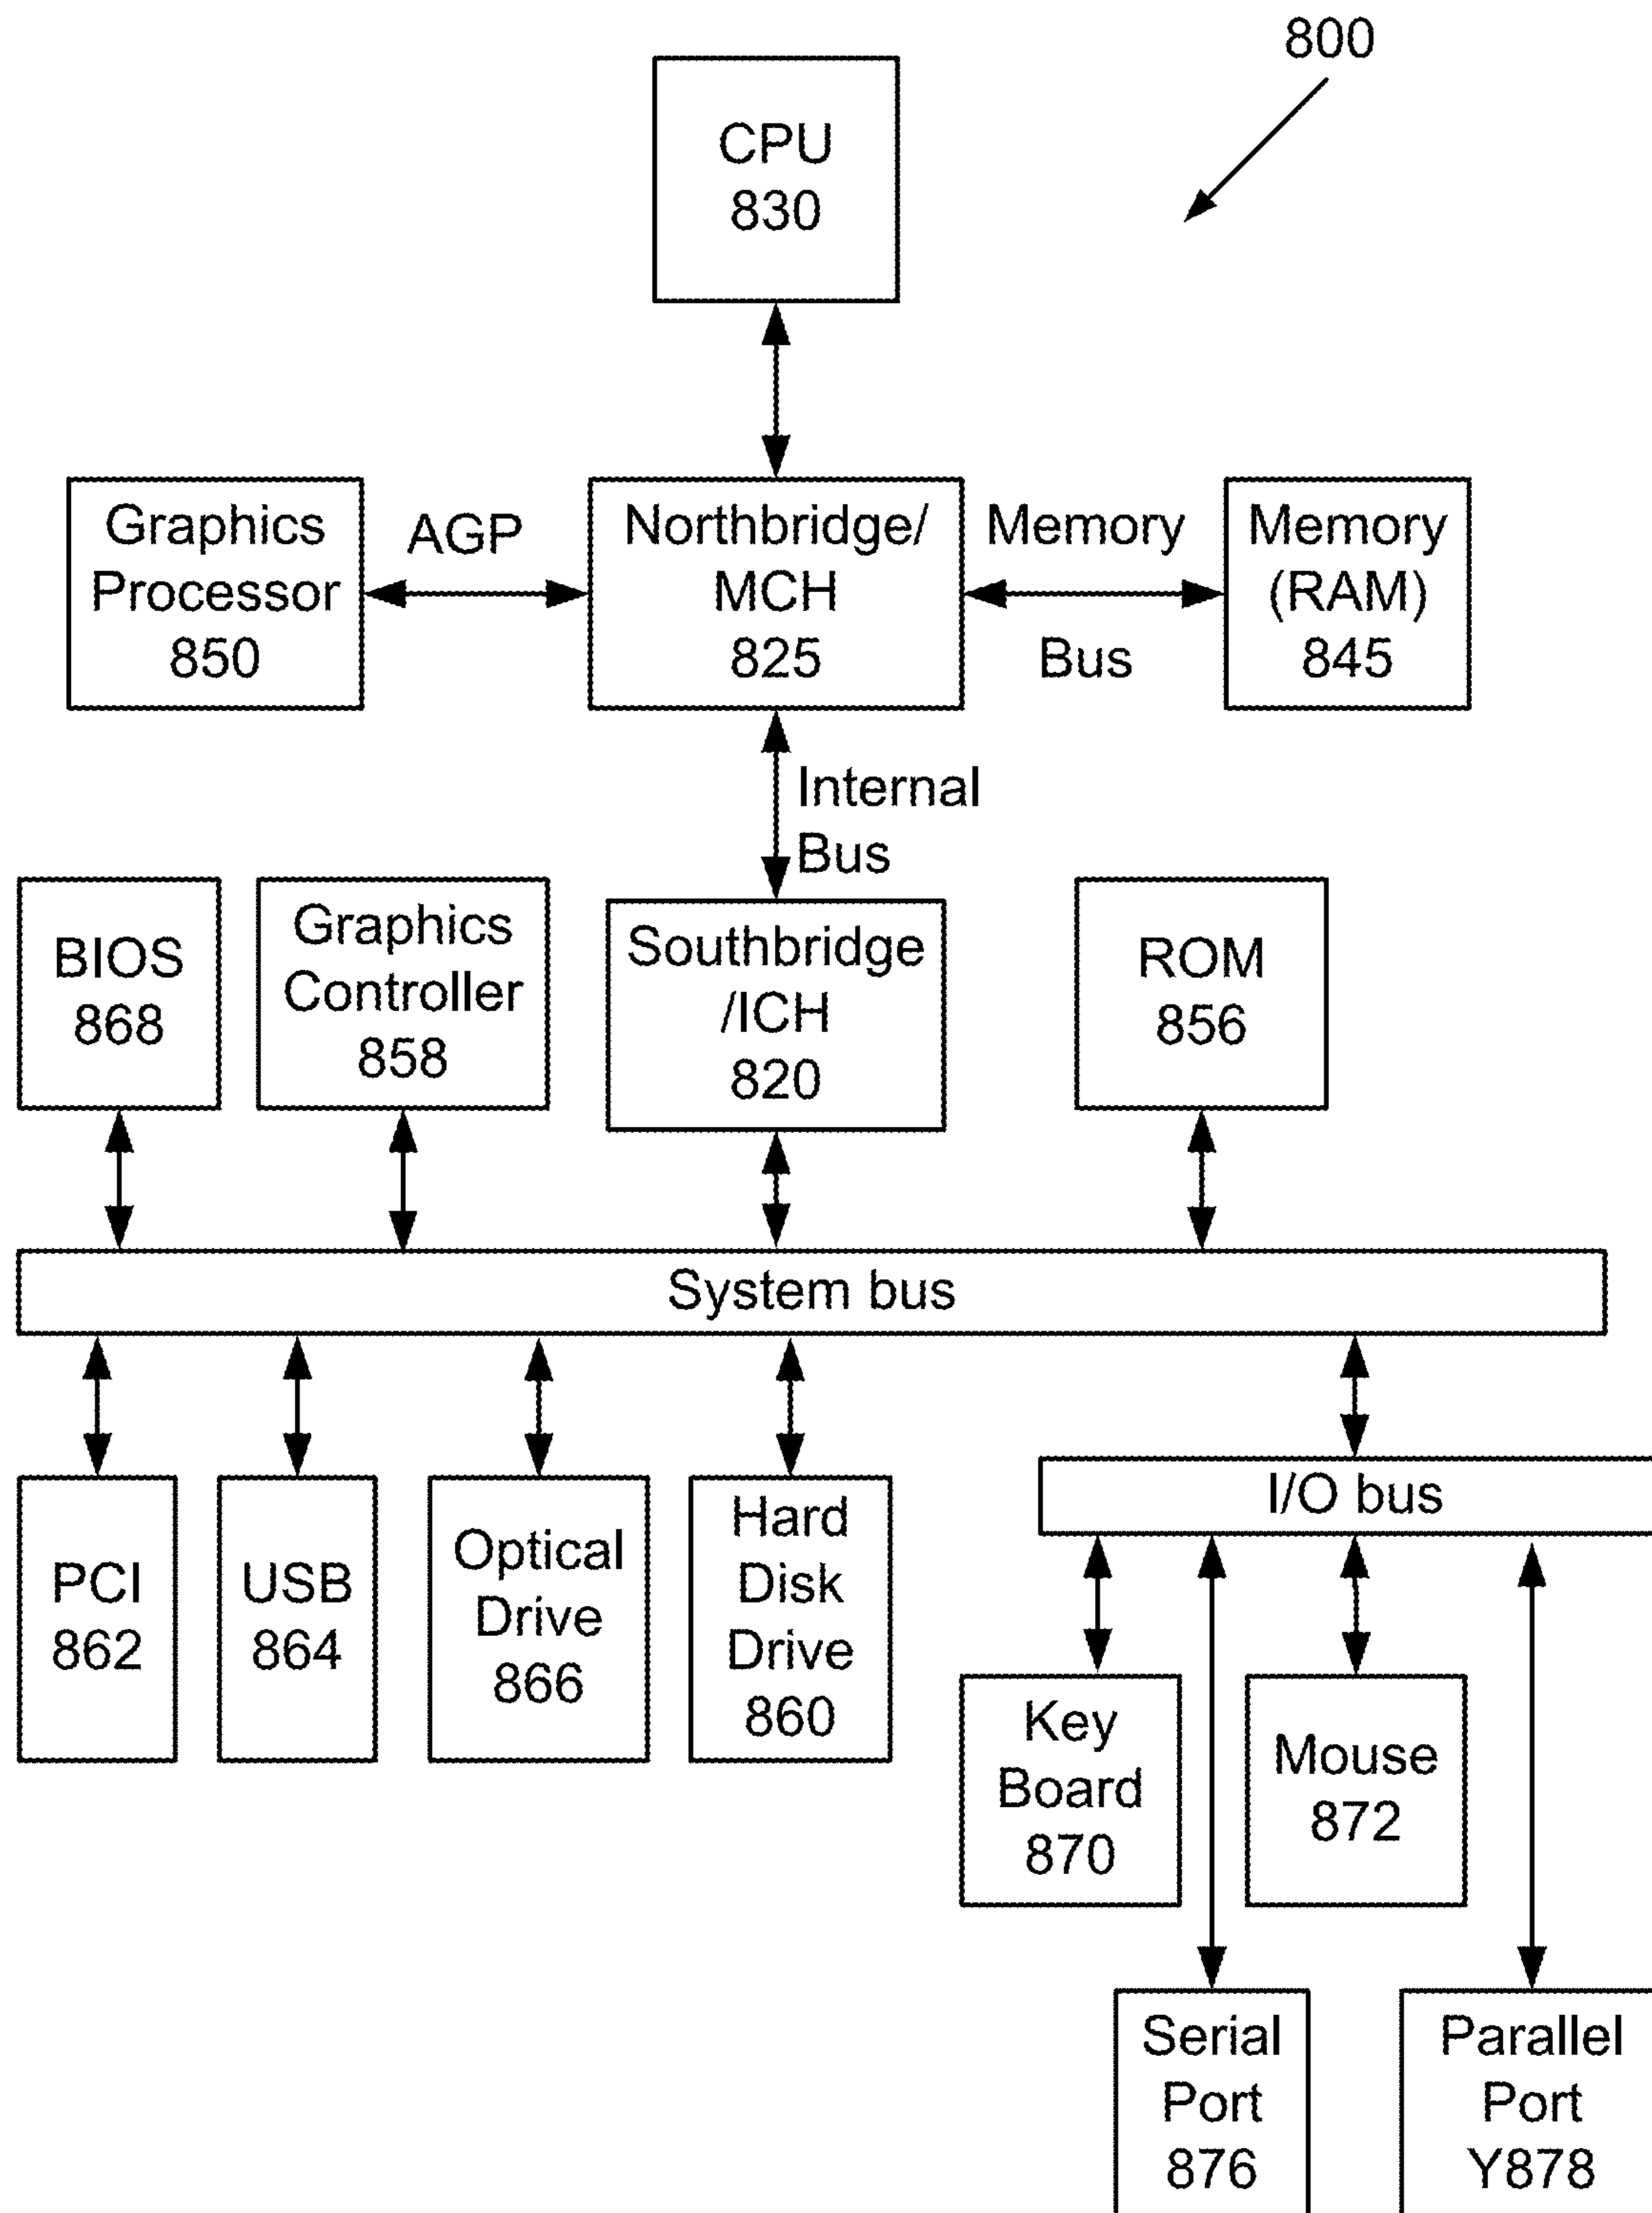 800
CPU
830
Graphics
Processor
850
AGP
Northbridge/
MCH
825
Memory
Bus
Memory
(RAM)
845
Internal
Bus
BIOS
868
Graphics
Controller
858
Southbridge
/ICH
820
ROM
856
System bus
PCI
862
USB
864
Optical
Drive
866
Hard
Disk
Drive
860
I/O bus
Key
Board
870
Mouse
872
Serial
Port
876
Parallel
Port
Y878